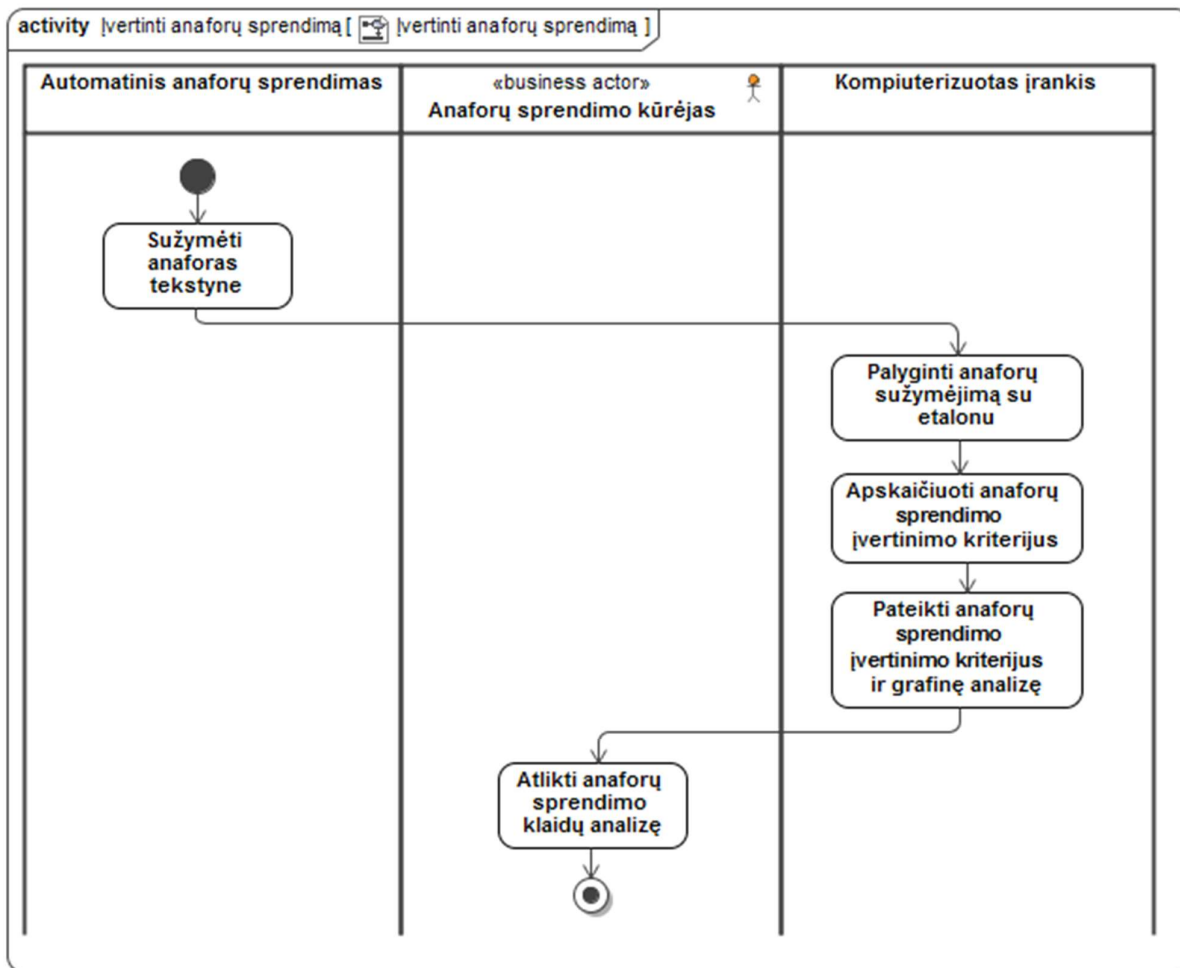 activity Įvertinti anaforų sprendimą [ Įvertinti anaforų sprendimą ]
Automatinis anaforų sprendimas
«business actor»
Anaforų sprendimo kūrėjas
Kompiuterizuotas įrankis
Sužymėti
anaforas
tekstyne
Palyginti anaforų
sužymėjimą su
etalonu
Apskaičiuoti anaforų
sprendimo
įvertinimo kriterijus
Pateikti anaforų
sprendimo
įvertinimo kriterijus
ir grafinę analizę
Atlikti anaforų
sprendimo
klaidų analizę